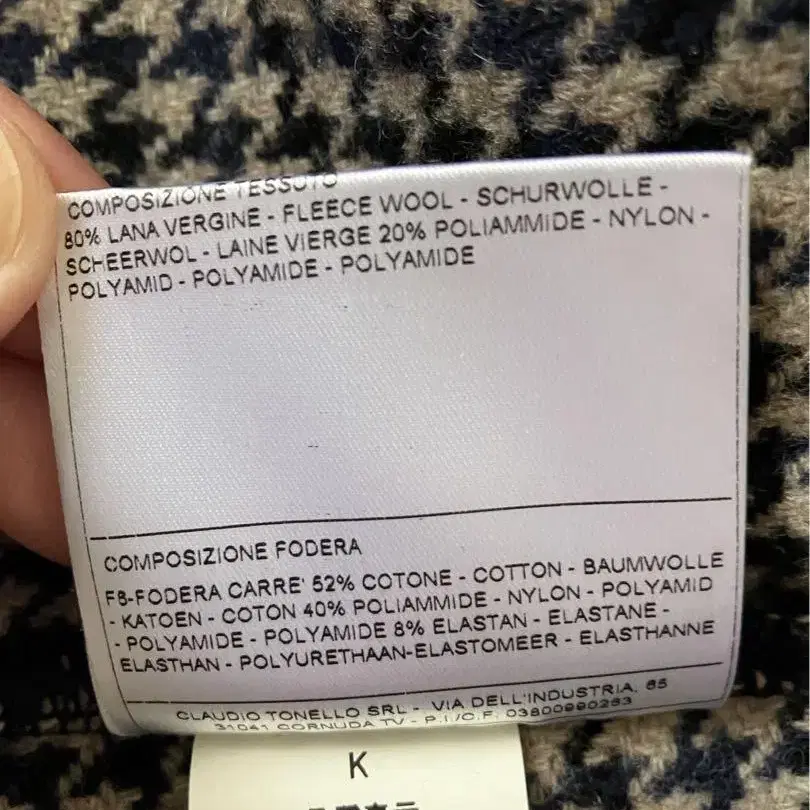 COMPOSIZIONE TESSUTO
80% LANA VERGINE - FLEECE WOOL - SCHURWOLLE -
SCHEERWOL - LAINE VIERGE 20% POLIAMMIDE - NYLON -
POLYAMID - POLYAMIDE - POLYAMIDE
COMPOSIZIONE FODERA
F8-FODERA CARRE' 52% COTONE - COTTON - BAUMWOLLE
- KATOEN - COTON 40% POLIAMMIDE - NYLON - POLYAMID
- POLYAMIDE - POLYAMIDE 8% ELASTAN - ELASTANE -
ELASTHAN - POLYURETHAAN-ELASTOMEER - ELASTHANNE
CLAUDIO TONELLO SRL - VIA DELL'INDUSTRIA, 65
31041 CORNUDA TV - P.I./C.F. 03800990263
K